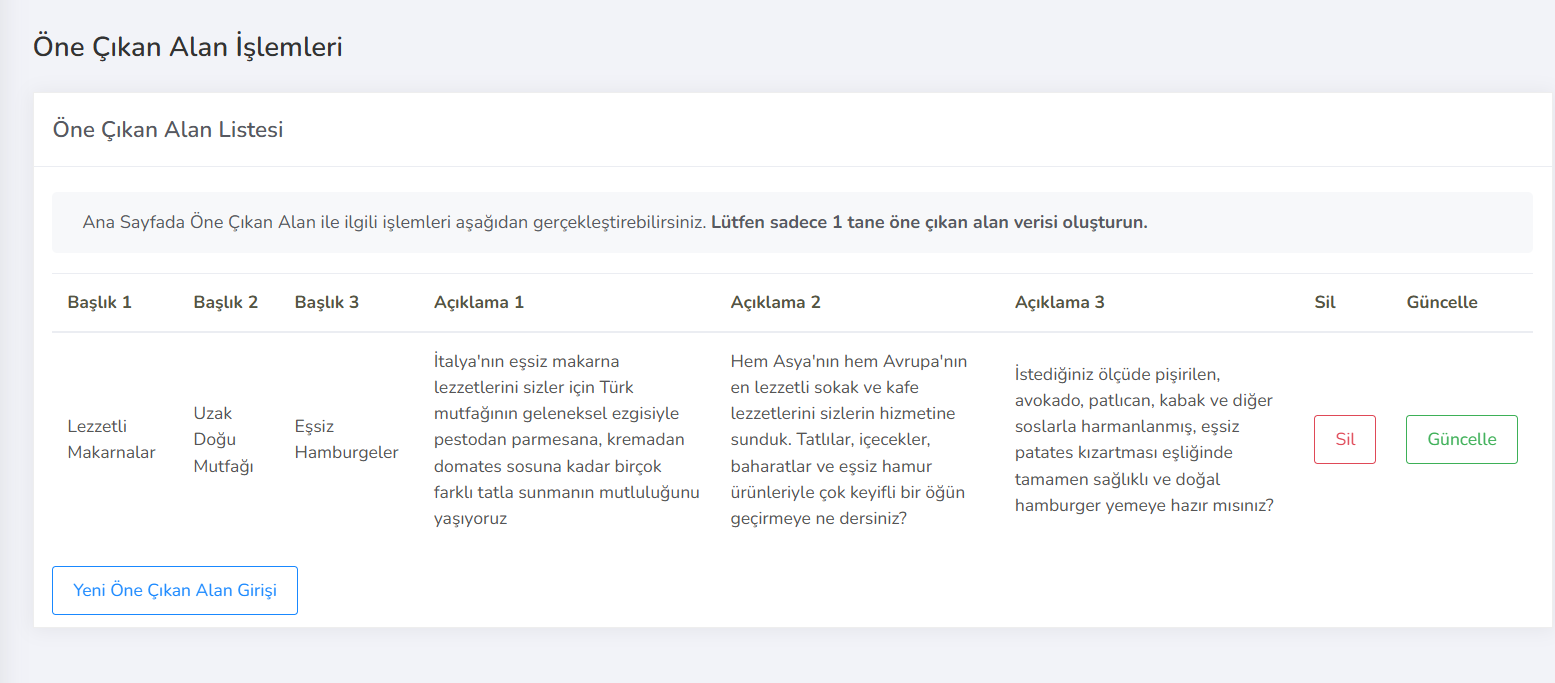 Öne Çıkan Alan İşlemleri
Öne Çıkan Alan Listesi
Ana Sayfada Öne Çıkan Alan ile ilgili işlemleri aşağıdan gerçekleştirebilirsiniz. Lütfen sadece 1 tane öne çıkan alan verisi oluşturun.
Başlık 1 Başlık 2 Başlık 3 Açıklama 1 Açıklama 2 Açıklama 3 Sil Güncelle
Lezzetli
Makarnalar
Uzak
Doğu
Mutfağı
Eşsiz
Hamburgeler
İtalya'nın eşsiz makarna
lezzetlerini sizler için Türk
mutfağının geleneksel ezgisiyle
pestodan parmesana, kremadan
domates sosuna kadar birçok
farklı tatla sunmanın mutluluğunu
yaşıyoruz
Hem Asya'nın hem Avrupa'nın
en lezzetli sokak ve kafe
lezzetlerini sizlerin hizmetine
sunduk. Tatlılar, içecekler,
baharatlar ve eşsiz hamur
ürünleriyle çok keyifli bir öğün
geçirmeye ne dersiniz?
İstediğiniz ölçüde pişirilen,
avokado, patlıcan, kabak ve diğer
soslarla harmanlanmış, eşsiz
patates kızartması eşliğinde
tamamen sağlıklı ve doğal
hamburger yemeye hazır mısınız?
Sil
Güncelle
Yeni Öne Çıkan Alan Girişi